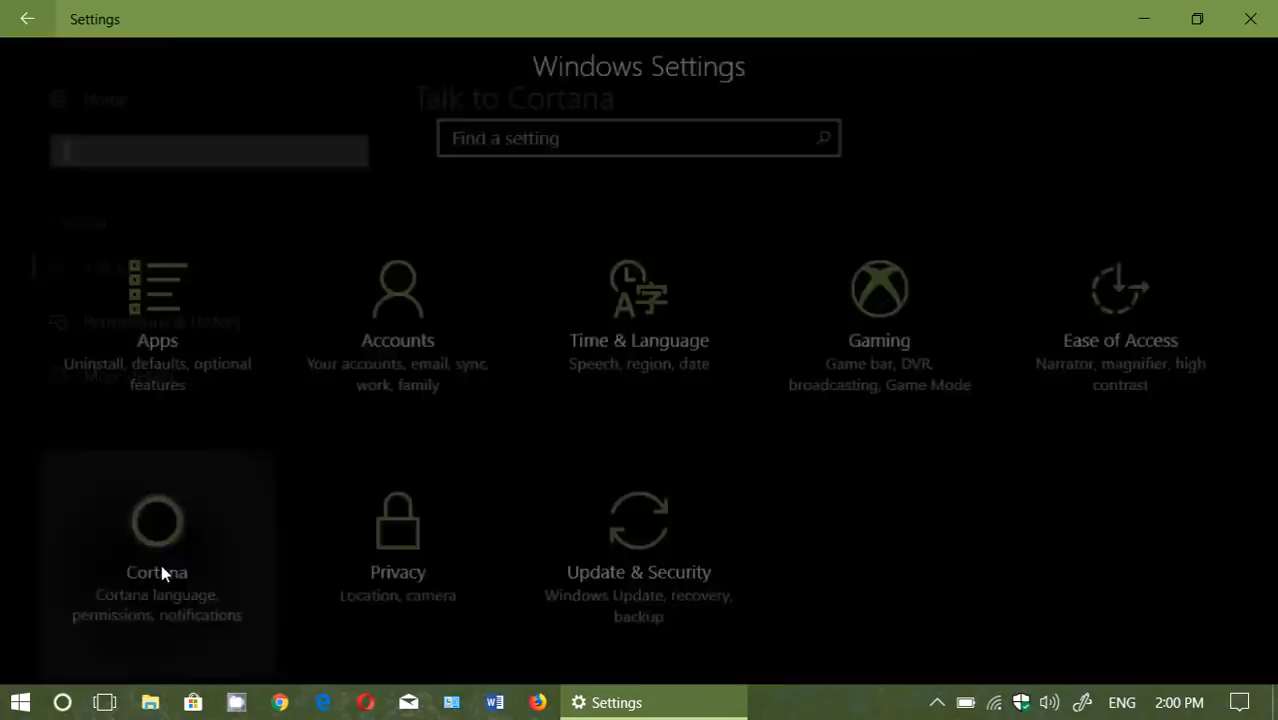 Settings
Windows Settings
Talk to Cortana
Home
Find a setting
Permissions & History
Apps
Uninstall, defaults, optional
features
Accounts
Your accounts, email, sync,
work, family
Time & Language
Speech, region, date
Gaming
Game bar, DVR,
broadcasting, Game Mode
Ease of Access
Narrator, magnifier, high
contrast
Cortana
Cortana language,
permissions, notifications
Privacy
Location, camera
Update & Security
Windows Update, recovery,
backup
Settings
ENG
2:00 PM